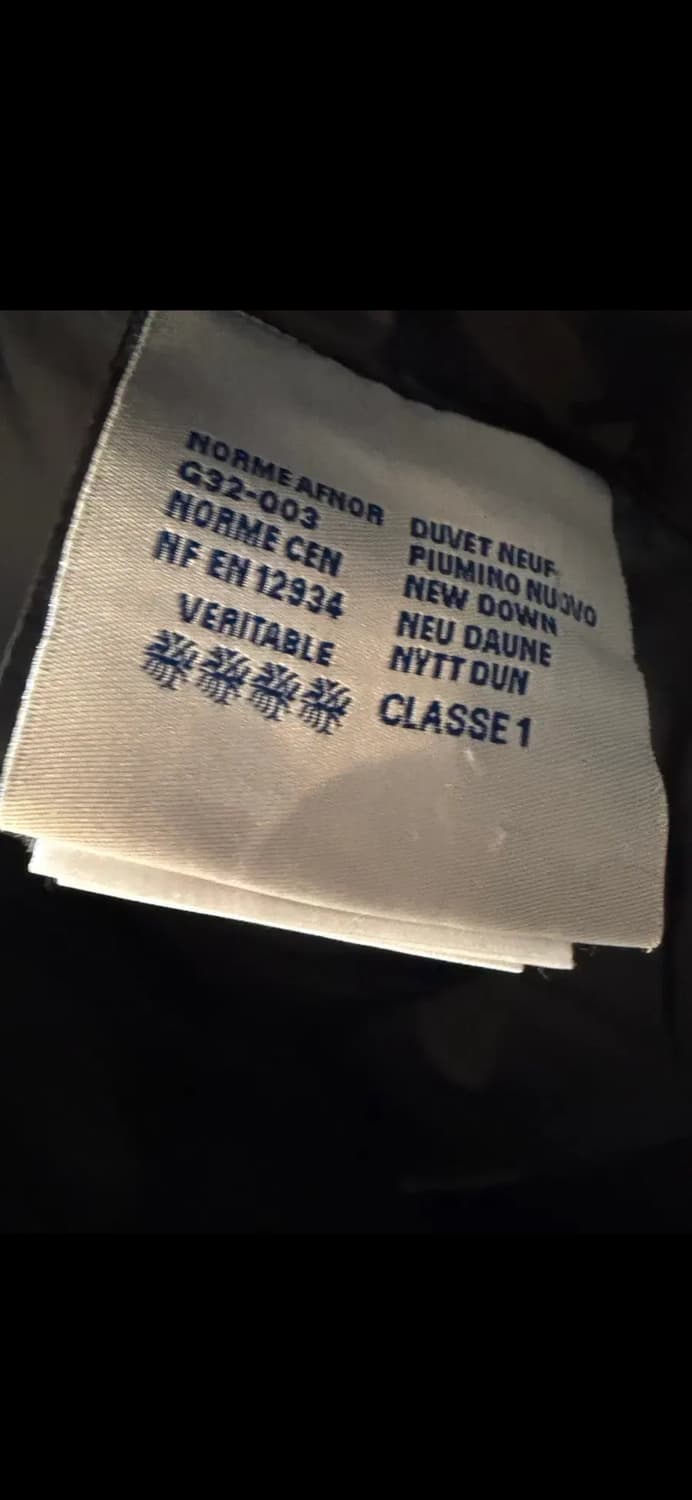 NORME AFNOR
G32-003
NORME CEN
NF EN 12934
VERITABLE
DUVET NEUF
PIUMINO NUOVO
NEW DOWN
NEU DAUNE
NYTT DUN
CLASSE 1